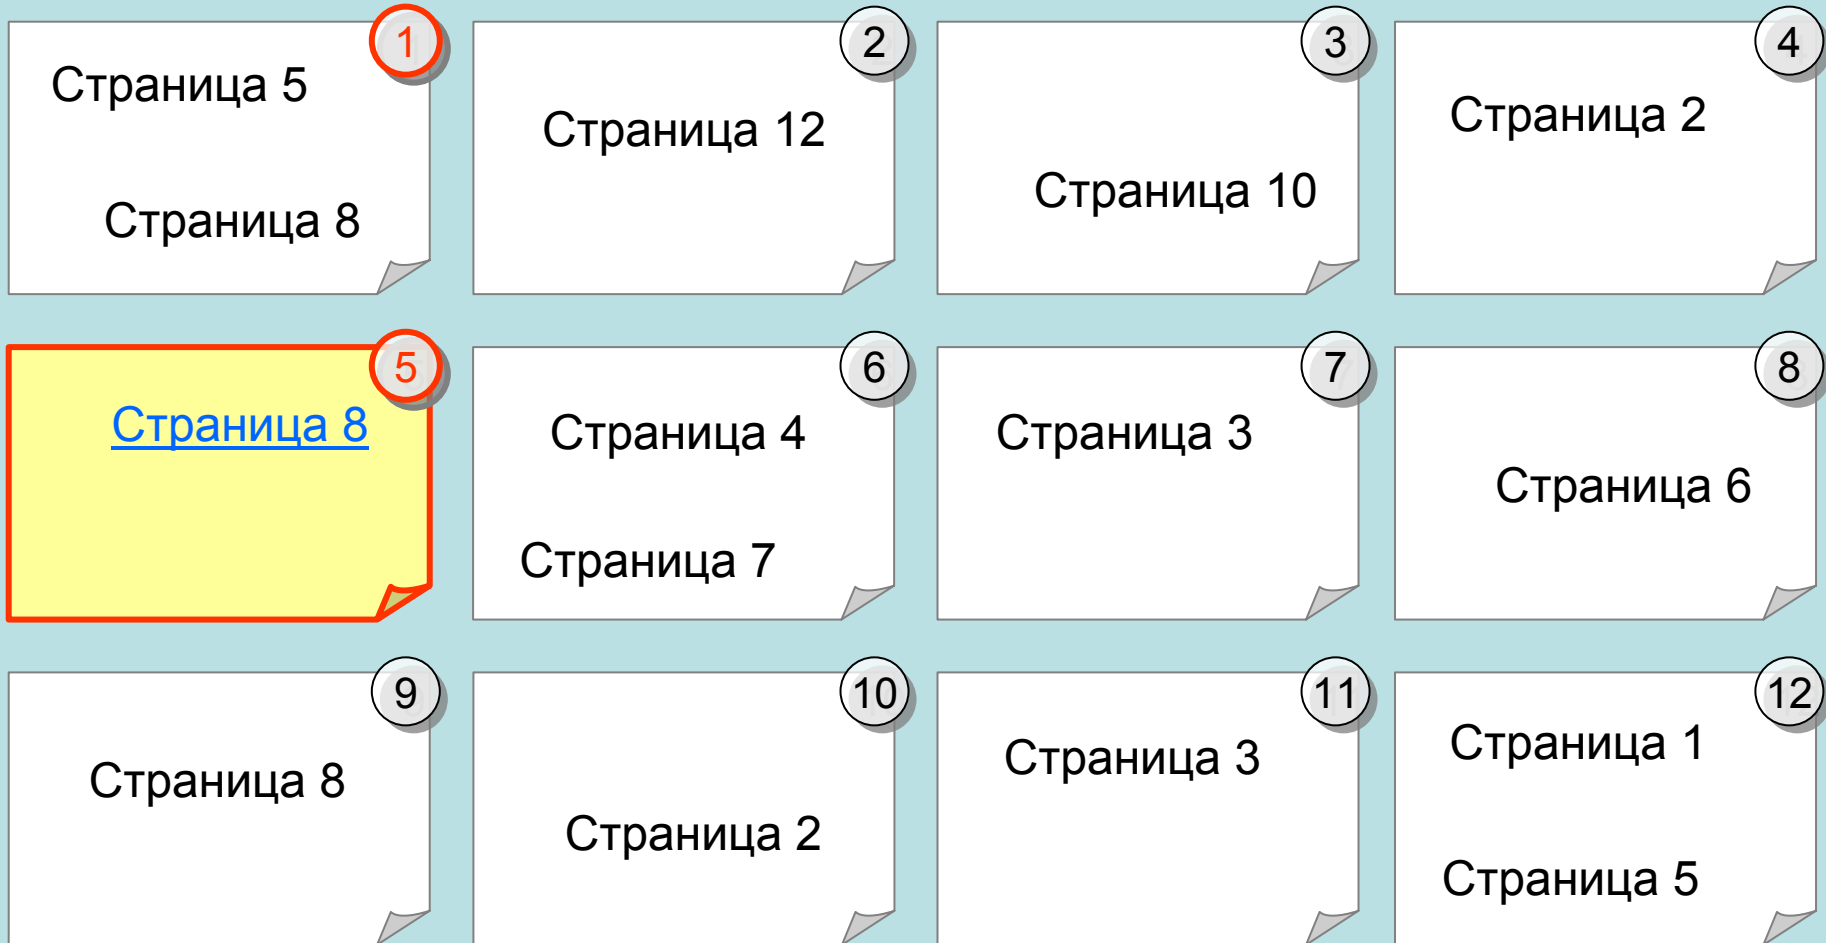 1
Страница 5
Страница 8
2
Страница 12
3
Страница 10
4
Страница 2
5
Страница 8
6
Страница 4
Страница 7
7
Страница 3
8
Страница 6
9
Страница 8
10
Страница 2
11
Страница 3
12
Страница 1
Страница 5